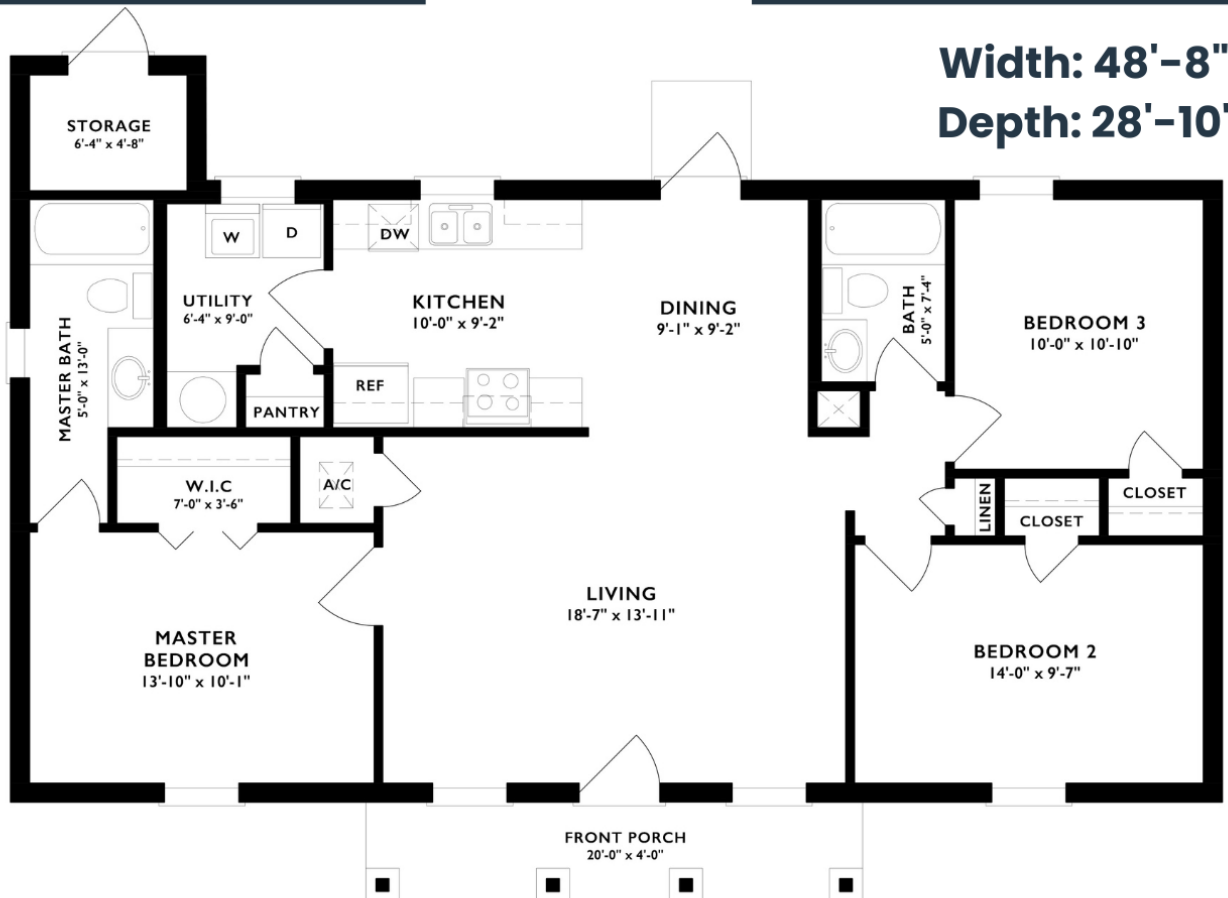 Width: 48'-8"
Depth: 28'-10'
STORAGE
6'-4" x 4'-8"
W
D
DW
UTILITY
6'-4" x 9'-0"
KITCHEN
10'-0" x 9'-2"
DINING
9'-1" x 9'-2"
BATH
5'-0" x 7'-4"
BEDROOM 3
10'-0" x 10'-10"
MASTER BATH
5'-0" x 13'-0"
REF
PANTRY
W.I.C
7'-0" x 3'-6"
A/C
LINEN
CLOSET
CLOSET
LIVING
18'-7" x 13'-11"
MASTER
BEDROOM
13'-10" x 10'-1"
BEDROOM 2
14'-0" x 9'-7"
FRONT PORCH
20'-0" x 4'-0"